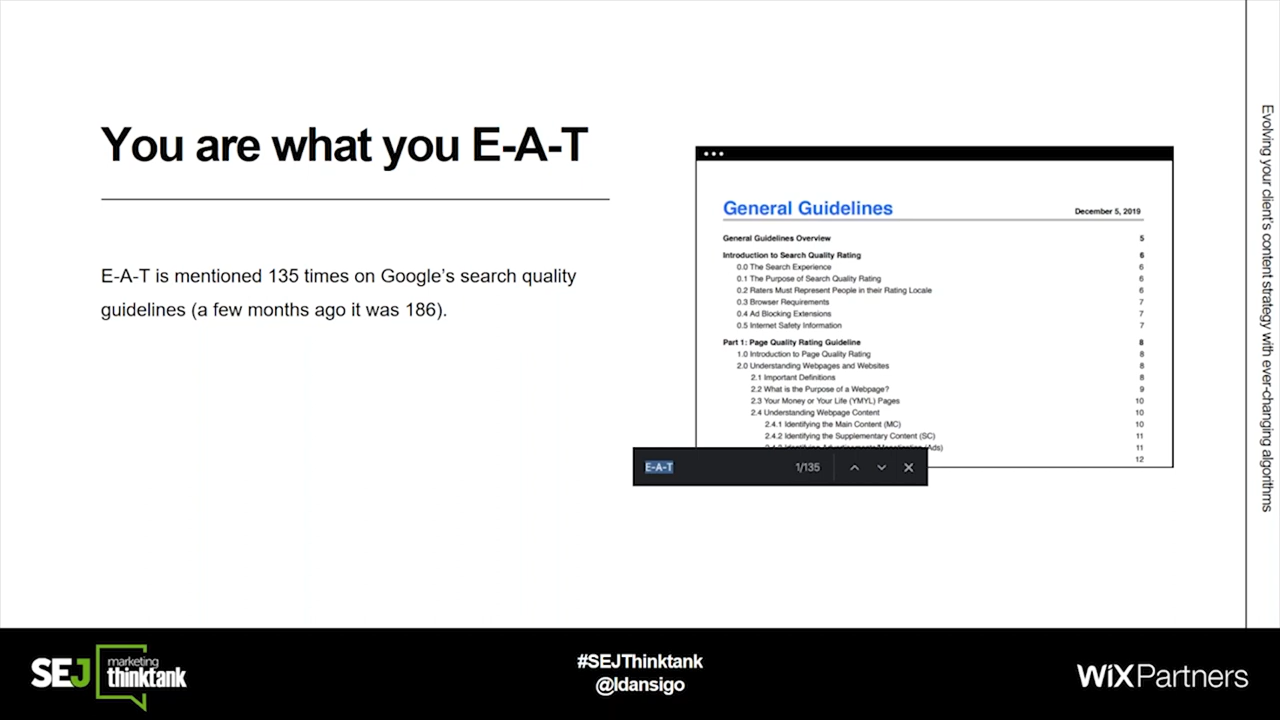 You are what you E-A-T
E-A-T is mentioned 135 times on Google's search quality
guidelines (a few months ago it was 186).
General Guidelines December 5, 2019
General Guidelines Overview 5
Introduction to Search Quality Rating 6
0.0 The Search Experience 6
0.1 The Purpose of Search Quality Rating 6
0.2 Raters Must Represent People in their Rating Locale 6
0.3 Browser Requirements 7
0.4 Ad Blocking Extensions 7
0.5 Internet Safety Information 7
Part 1: Page Quality Rating Guideline 8
1.0 Introduction to Page Quality Rating 8
2.0 Understanding Webpages and Websites 8
2.1 Important Definitions 8
2.2 What is the Purpose of a Webpage? 9
2.3 Your Money or Your Life (YMYL) Pages 10
2.4 Understanding Webpage Content 10
2.4.1 Identifying the Main Content (MC) 10
2.4.2 Identifying the Supplementary Content (SC) 11
(Ads) 11
12
E-A-T 1/135
Evolving your client's content strategy with ever-changing algorithms
SEJ marketing
thinktank
#SEJThinktank
@Idansigo
WiXPartners